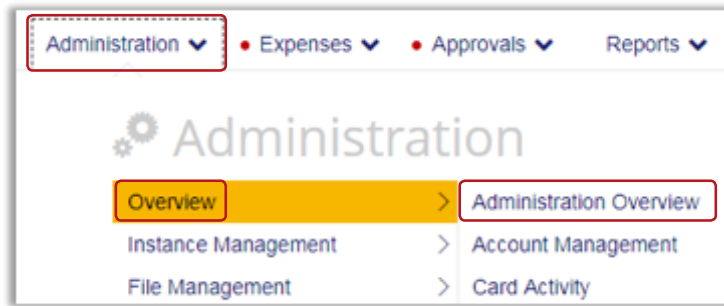 Administration Expenses Approvals Reports
Administration
Overview Administration Overview
Instance Management Account Management
File Management Card Activity